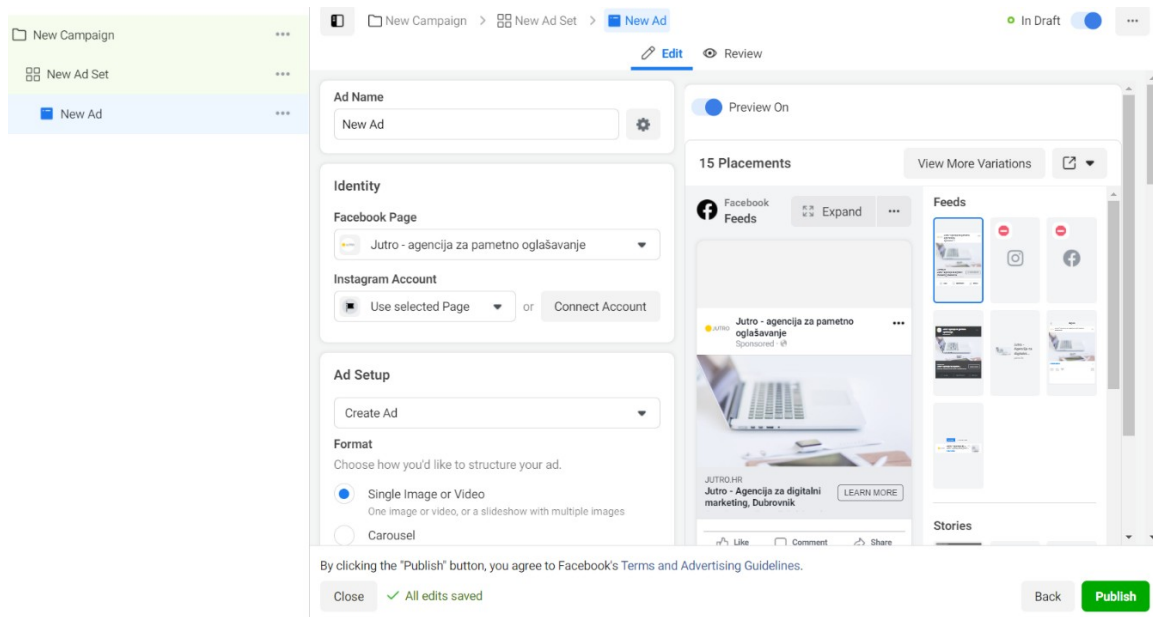 New Campaign
New Ad Set
New Ad
New Campaign > New Ad Set > New Ad
In Draft
Edit
Review
Ad Name
New Ad
Identity
Facebook Page
Jutro - agencija za pametno oglašavanje
Instagram Account
Use selected Page
or
Connect Account
Ad Setup
Create Ad
Format
Choose how you'd like to structure your ad.
Single Image or Video
One image or video, or a slideshow with multiple images
Carousel
Preview On
15 Placements
View More Variations
Facebook
Feeds
Expand
JUTRO
Jutro - agencija za pametno
oglašavanje
Sponsored ·
JUTRO.HR
Jutro - Agencija za digitalni
marketing, Dubrovnik
LEARN MORE
Like
Comment
Share
Feeds
Stories
By clicking the "Publish" button, you agree to Facebook's Terms and Advertising Guidelines.
Close
All edits saved
Back
Publish